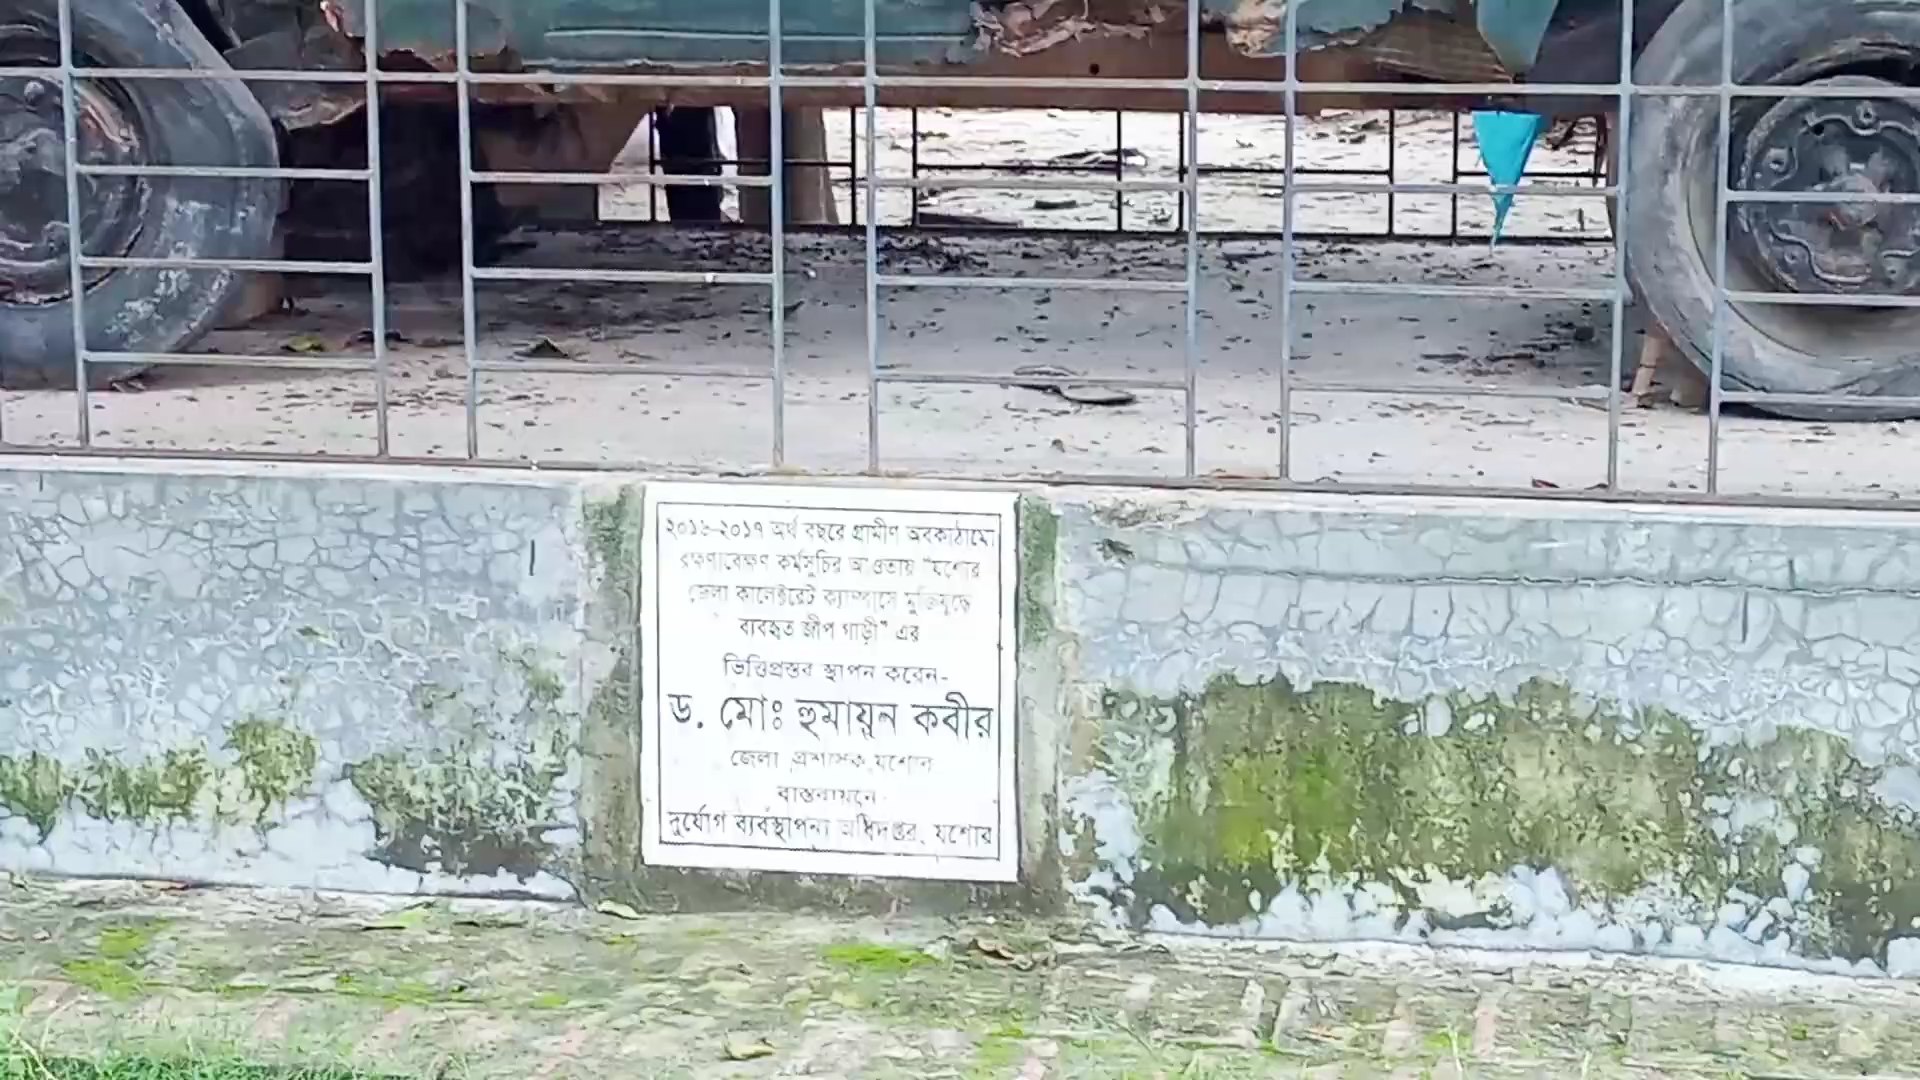 ২০১৬-২০১৭ অর্থ বছরে গ্রামীণ অবকাঠামো
রক্ষণাবেক্ষণ কর্মসুচির আওতায় "যশোর
জেলা কালেক্টরেট ক্যাম্পাসে মুক্তিযুদ্ধে
ব্যবহৃত জীপ গাড়ী" এর
ভিত্তিপ্রস্তর স্থাপন করেন-
ড. মোঃ হুমায়ুন কবীর
জেলা প্রশাসক, যশোর
বাস্তবায়নে-
দুর্যোগ ব্যবস্থাপনা অধিদপ্তর, যশোর